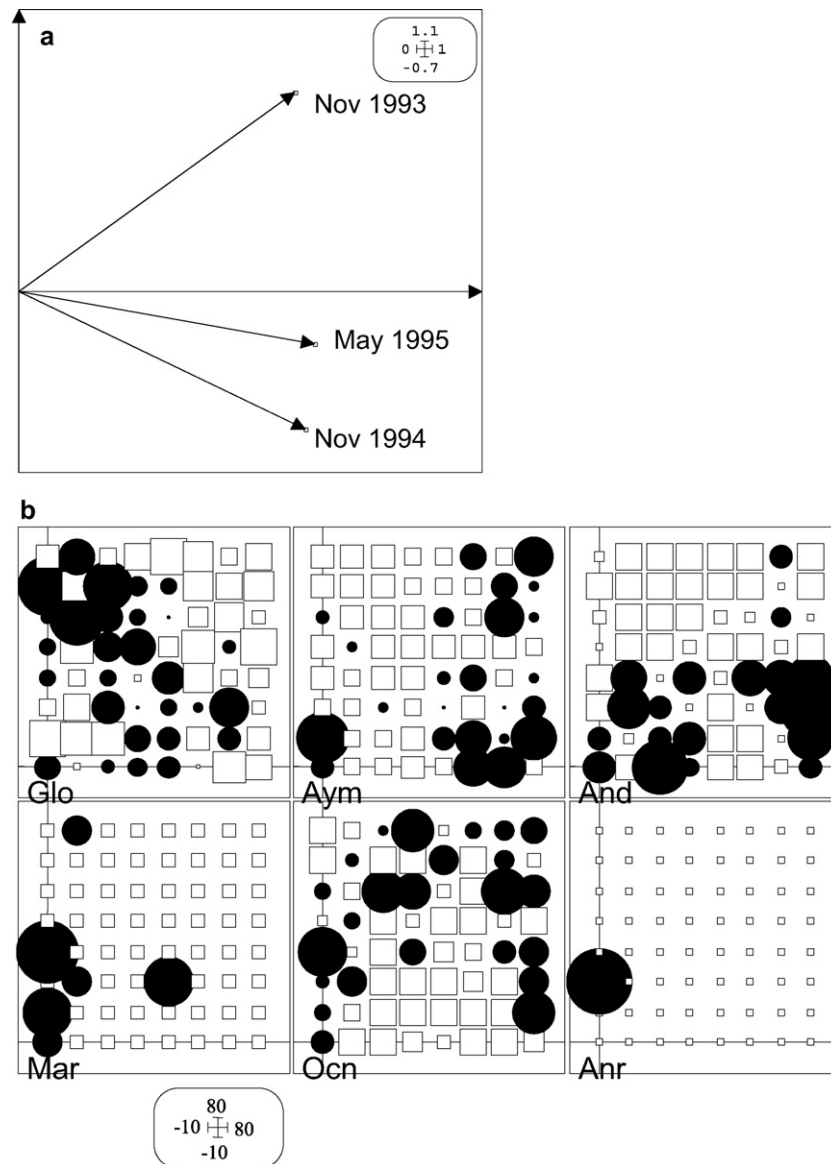 a
1.1
0 1
-0.7
Nov 1993
May 1995
Nov 1994
b
Glo Aym And
Mar Ocn Anr
80
-10 80
-10